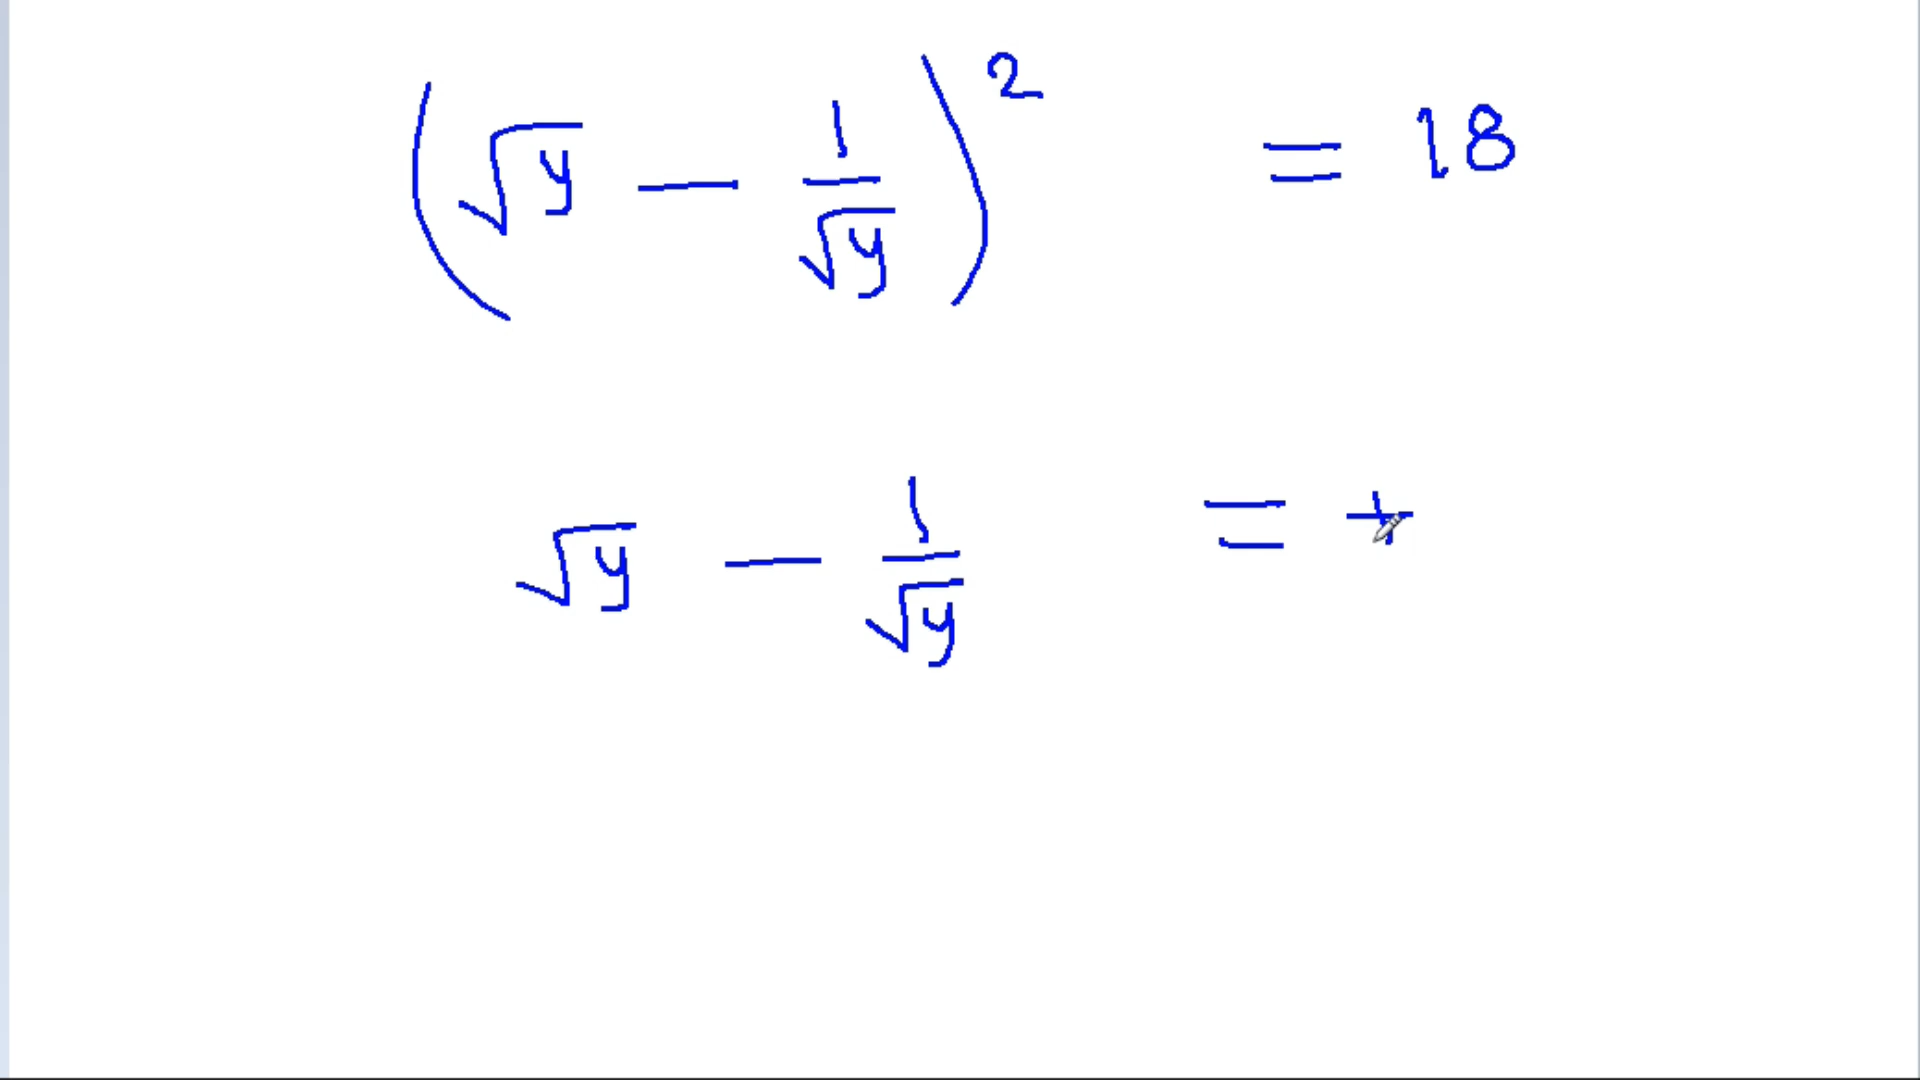 (√y − 1/√y)² = 18
√y − 1/√y = +